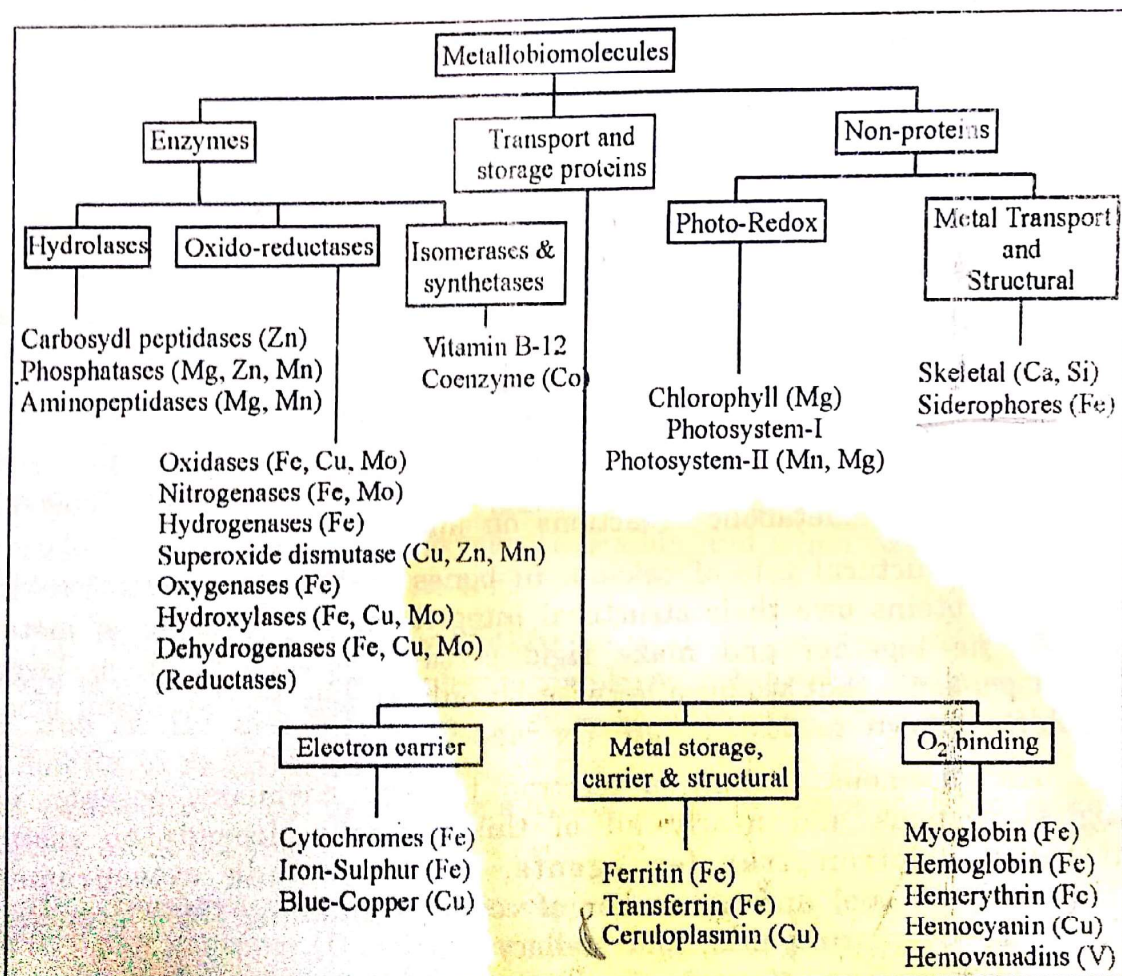 Metallobiomolecules
Enzymes
Transport and
storage proteins
Non-proteins
Hydrolases
Oxido-reductases
Isomerases &
synthetases
Photo-Redox
Metal Transport
and
Structural
Carbosydl peptidases (Zn)
Phosphatases (Mg, Zn, Mn)
Aminopeptidases (Mg, Mn)
Vitamin B-12
Coenzyme (Co)
Chlorophyll (Mg)
Photosystem-I
Photosystem-II (Mn, Mg)
Skeletal (Ca, Si)
Siderophores (Fe)
Oxidases (Fe, Cu, Mo)
Nitrogenases (Fe, Mo)
Hydrogenases (Fe)
Superoxide dismutase (Cu, Zn, Mn)
Oxygenases (Fe)
Hydroxylases (Fe, Cu, Mo)
Dehydrogenases (Fe, Cu, Mo)
(Reductases)
Electron carrier
Metal storage,
carrier & structural
O₂ binding
Cytochromes (Fe)
Iron-Sulphur (Fe)
Blue-Copper (Cu)
Ferritin (Fe)
Transferrin (Fe)
Ceruloplasmin (Cu)
Myoglobin (Fe)
Hemoglobin (Fe)
Hemerythrin (Fe)
Hemocyanin (Cu)
Hemovanadins (V)